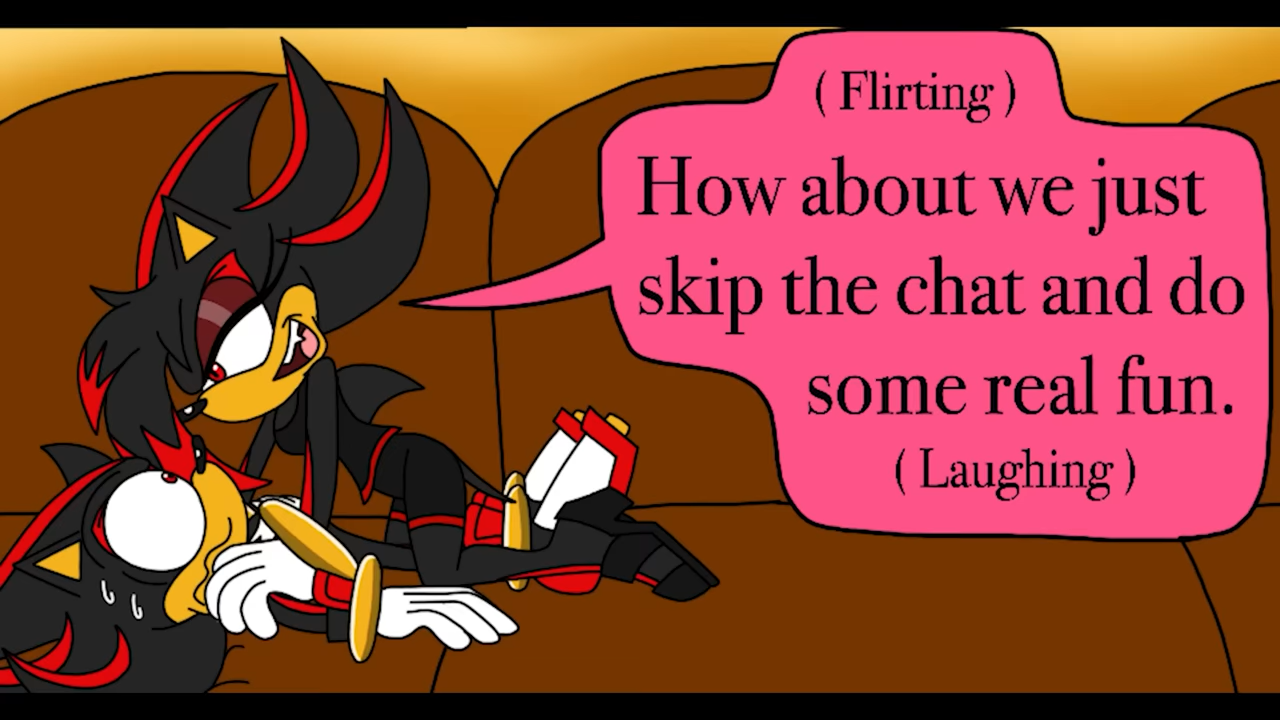 ( Flirting )
How about we just
skip the chat and do
some real fun.
( Laughing )